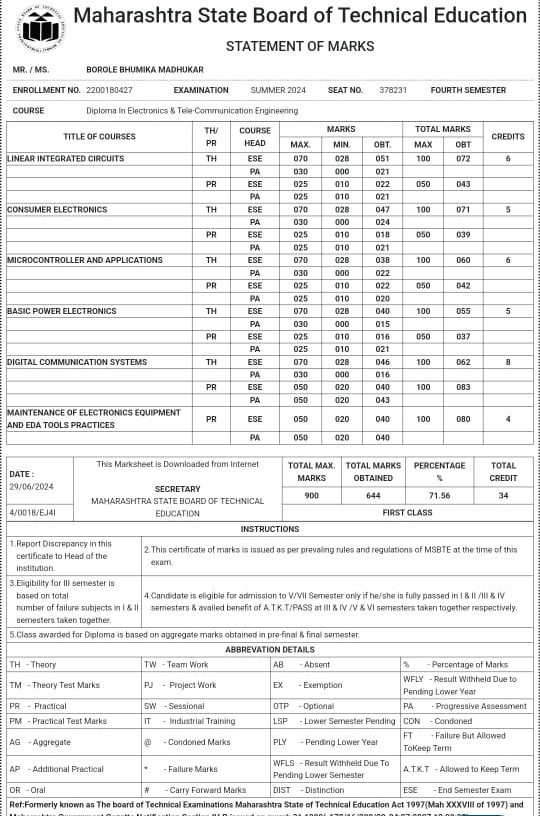 Maharashtra State Board of Technical Education
STATEMENT OF MARKS
MR. / MS. BOROLE BHUMIKA MADHUKAR
ENROLLMENT NO. 2200180427 EXAMINATION SUMMER 2024 SEAT NO. 378231 FOURTH SEMESTER
COURSE Diploma In Electronics & Tele-Communication Engineering
TITLE OF COURSES TH/ PR COURSE HEAD MARKS TOTAL MARKS CREDITS
MAX. MIN. OBT. MAX OBT
LINEAR INTEGRATED CIRCUITS TH ESE 070 028 051 100 072 6
PA 030 000 021
PR ESE 025 010 022 050 043
PA 025 010 021
CONSUMER ELECTRONICS TH ESE 070 028 047 100 071 5
PA 030 000 024
PR ESE 025 010 018 050 039
PA 025 010 021
MICROCONTROLLER AND APPLICATIONS TH ESE 070 028 038 100 060 6
PA 030 000 022
PR ESE 025 010 022 050 042
PA 025 010 020
BASIC POWER ELECTRONICS TH ESE 070 028 040 100 055 5
PA 030 000 015
PR ESE 025 010 016 050 037
PA 025 010 021
DIGITAL COMMUNICATION SYSTEMS TH ESE 070 028 046 100 062 8
PA 030 000 016
PR ESE 050 020 040 100 083
PA 050 020 043
MAINTENANCE OF ELECTRONICS EQUIPMENT
AND EDA TOOLS PRACTICES PR ESE 050 020 040 100 080 4
PA 050 020 040
DATE :
29/06/2024
4/0018/EJ4I
This Marksheet is Downloaded from Internet
SECRETARY
MAHARASHTRA STATE BOARD OF TECHNICAL
EDUCATION
TOTAL MAX. MARKS TOTAL MARKS OBTAINED PERCENTAGE % TOTAL CREDIT
900 644 71.56 34
FIRST CLASS
INSTRUCTIONS
1.Report Discrepancy in this
certificate to Head of the
institution.
2.This certificate of marks is issued as per prevaling rules and regulations of MSBTE at the time of this
exam.
3.Eligibility for III semester is
based on total
number of failure subjects in I & II
semesters taken together.
4.Candidate is eligible for admission to V/VII Semester only if he/she is fully passed in I & II /III & IV
semesters & availed benefit of A.T.K.T/PASS at III & IV /V & VI semesters taken together respectively.
5.Class awarded for Diploma is based on aggregate marks obtained in pre-final & final semester.
ABBREVATION DETAILS
TH - Theory TW - Team Work AB - Absent % - Percentage of Marks
TM - Theory Test Marks PJ - Project Work EX - Exemption WFLY - Result Withheld Due to
Pending Lower Year
PR - Practical SW - Sessional OTP - Optional PA - Progressive Assessment
PM - Practical Test Marks IT - Industrial Training LSP - Lower Semester Pending CON - Condoned
AG - Aggregate @ - Condoned Marks PLY - Pending Lower Year FT - Failure But Allowed
ToKeep Term
AP - Additional Practical * - Failure Marks WFLS - Result Withheld Due To
Pending Lower Semester A.T.K.T - Allowed to Keep Term
OR - Oral # - Carry Forward Marks DIST - Distinction ESE - End Semester Exam
Ref:Formerly known as The board of Technical Examinations Maharashtra State of Technical Education Act 1997(Mah XXXVIII of 1997) and